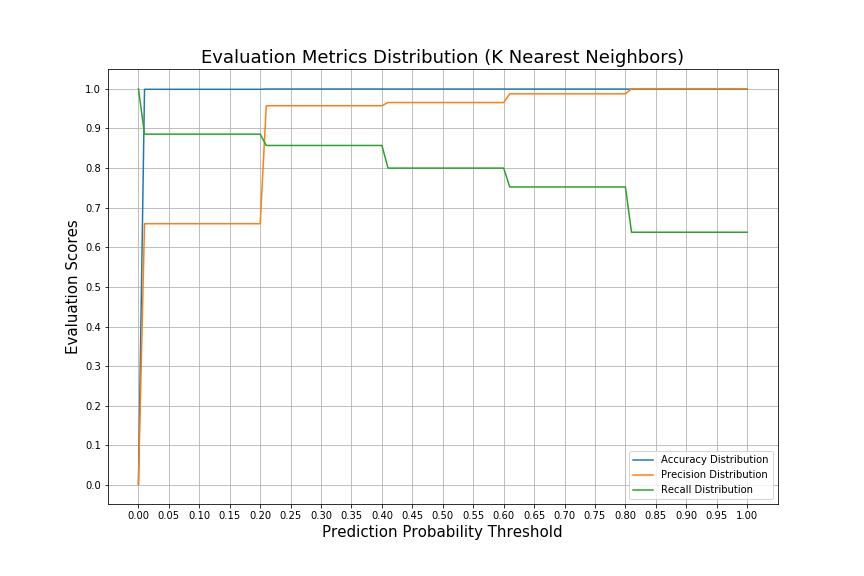 Evaluation Metrics Distribution (K Nearest Neighbors)
Evaluation Scores
1.0
0.9
0.8
0.7
0.6
0.5
0.4
0.3
0.2
0.1
0.0
Accuracy Distribution
Precision Distribution
Recall Distribution
0.00 0.05 0.10 0.15 0.20 0.25 0.30 0.35 0.40 0.45 0.50 0.55 0.60 0.65 0.70 0.75 0.80 0.85 0.90 0.95 1.00
Prediction Probability Threshold